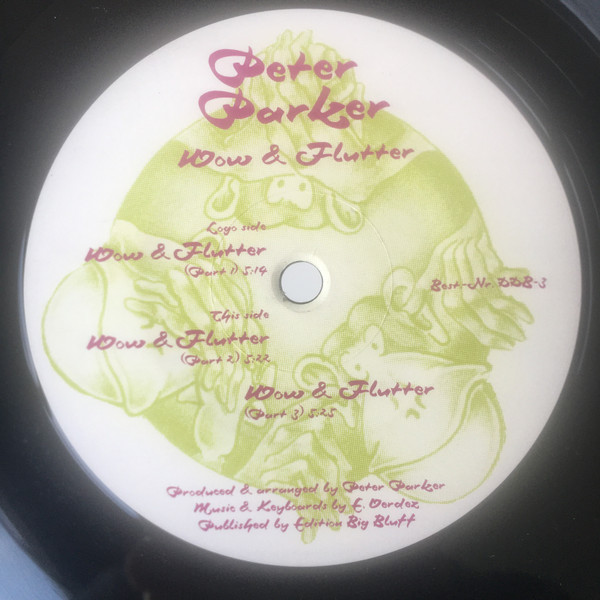 Peter
Parker
Wow & Flutter
Logo side
Wow & Flutter
(Part 1) 5:14
Best-Nr. DDB-3
This side
Wow & Flutter
(Part 2) 5:22
Wow & Flutter
(Part 3) 5:25
Produced & arranged by Peter Parker
Music & Keyboards by E. Verdez
Published by Edition Big Bluff